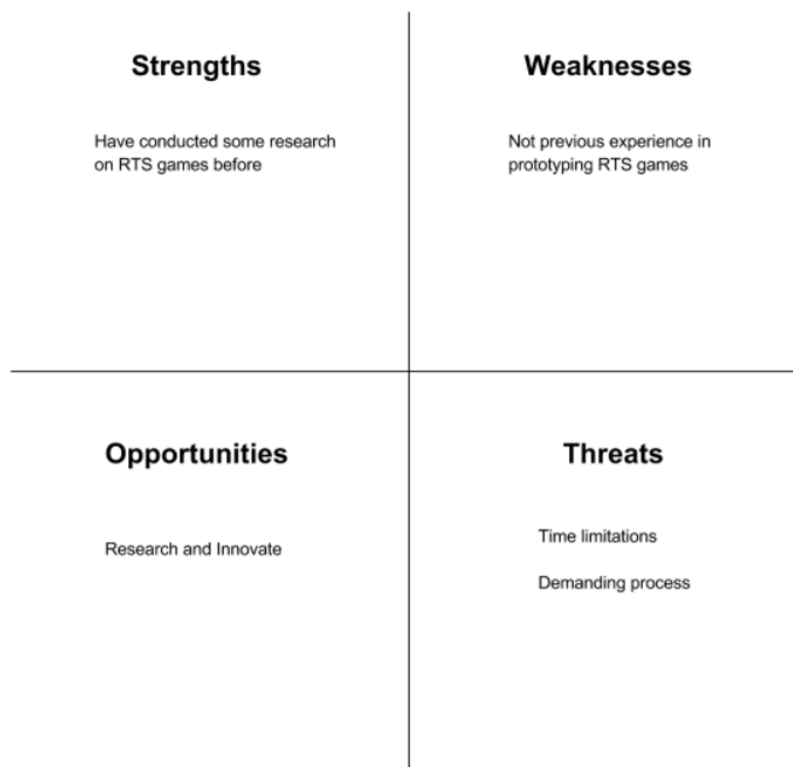 Strengths
Have conducted some research
on RTS games before
Weaknesses
Not previous experience in
prototyping RTS games
Opportunities
Research and Innovate
Threats
Time limitations
Demanding process